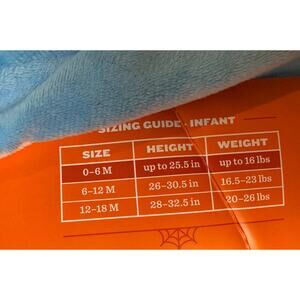 SIZING GUIDE - INFANT
SIZE HEIGHT WEIGHT
0-6 M up to 25.5 in up to 16 lbs
6-12 M 26-30.5 in 16.5-23 lbs
12-18 M 28-32.5 in 20-26 lbs